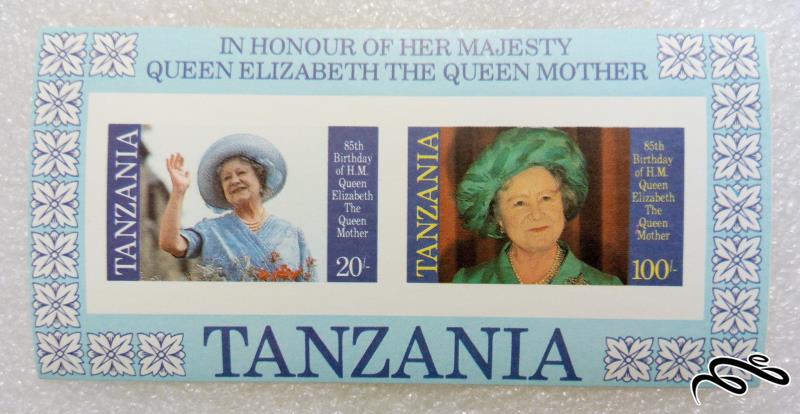 IN HONOUR OF HER MAJESTY
QUEEN ELIZABETH THE QUEEN MOTHER
TANZANIA
85th
Birthday
of H.M.
Queen
Elizabeth
The
Queen
Mother
20/-
TANZANIA
85th
Birthday
of H.M.
Queen
Elizabeth
The
Queen
Mother
100/-
TANZANIA